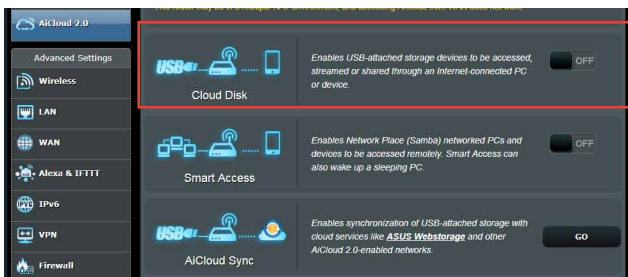 AiCloud 2.0
Advanced Settings
Wireless
LAN
WAN
Alexa & IFTTT
IPv6
VPN
Firewall
USB
Cloud Disk
Enables USB-attached storage devices to be accessed,
streamed or shared through an Internet-connected PC
or device.
OFF
Smart Access
Enables Network Place (Samba) networked PCs and
devices to be accessed remotely. Smart Access can
also wake up a sleeping PC.
OFF
USB
AiCloud Sync
Enables synchronization of USB-attached storage with
cloud services like ASUS Webstorage and other
AiCloud 2.0-enabled networks.
GO